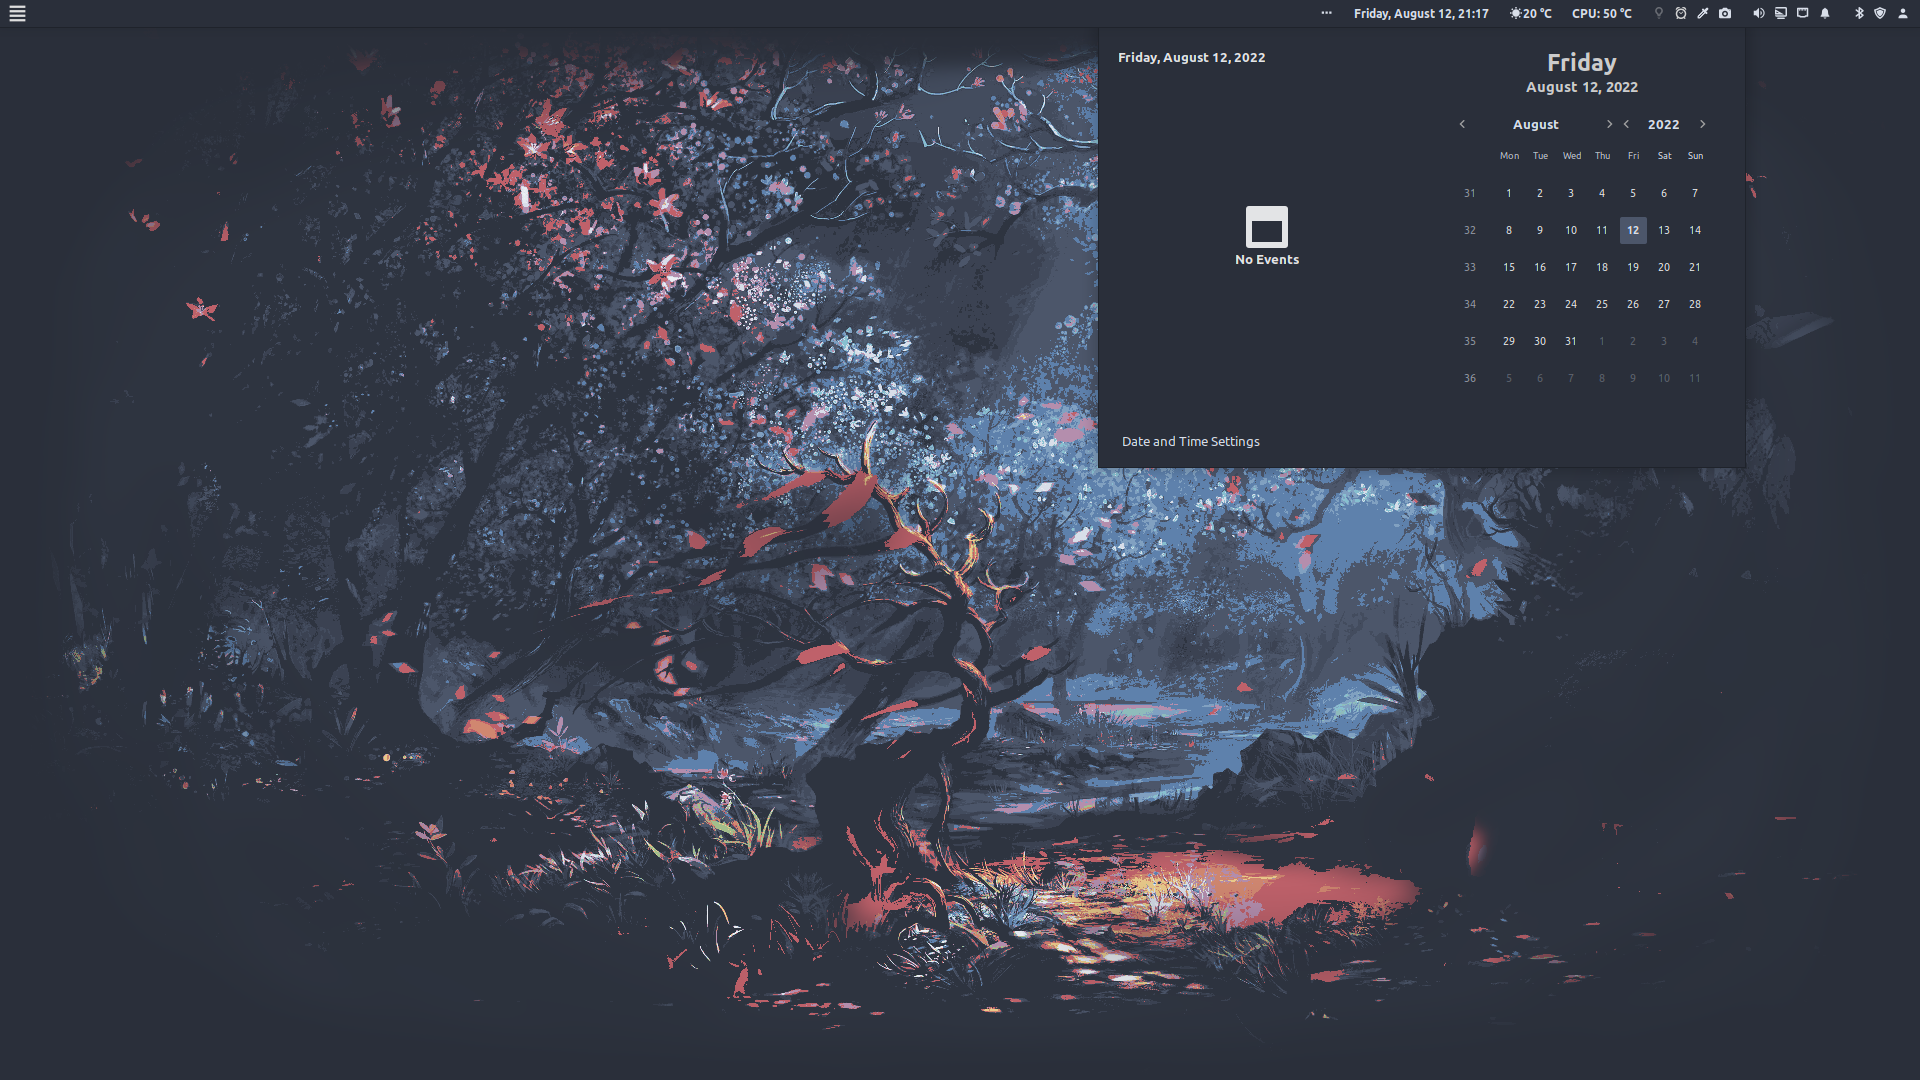 Friday, August 12, 21:17 20 °C CPU: 50 °C
Friday, August 12, 2022
No Events
Date and Time Settings
Friday
August 12, 2022
August 2022
Mon Tue Wed Thu Fri Sat Sun
31 1 2 3 4 5 6 7
32 8 9 10 11 12 13 14
33 15 16 17 18 19 20 21
34 22 23 24 25 26 27 28
35 29 30 31 1 2 3 4
36 5 6 7 8 9 10 11